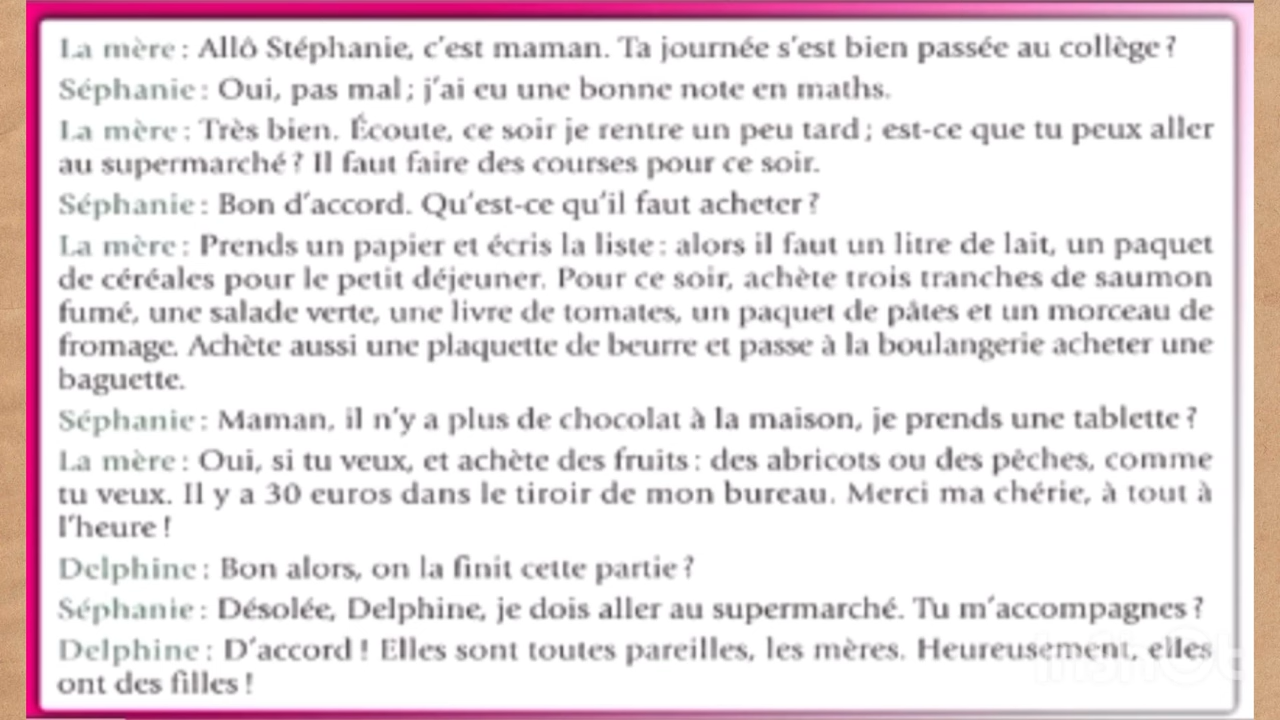 La mère : Allô Stéphanie, c'est maman. Ta journée s'est bien passée au collège ?
Séphanie : Oui, pas mal ; j'ai eu une bonne note en maths.
La mère : Très bien. Écoute, ce soir je rentre un peu tard ; est-ce que tu peux aller
au supermarché ? Il faut faire des courses pour ce soir.
Séphanie : Bon d'accord. Qu'est-ce qu'il faut acheter ?
La mère : Prends un papier et écris la liste : alors il faut un litre de lait, un paquet
de céréales pour le petit déjeuner. Pour ce soir, achète trois tranches de saumon
fumé, une salade verte, une livre de tomates, un paquet de pâtes et un morceau de
fromage. Achète aussi une plaquette de beurre et passe à la boulangerie acheter une
baguette.
Séphanie : Maman, il n'y a plus de chocolat à la maison, je prends une tablette ?
La mère : Oui, si tu veux, et achète des fruits : des abricots ou des pêches, comme
tu veux. Il y a 30 euros dans le tiroir de mon bureau. Merci ma chérie, à tout à
l'heure !
Delphine : Bon alors, on la finit cette partie ?
Séphanie : Désolée, Delphine, je dois aller au supermarché. Tu m'accompagnes ?
Delphine : D'accord ! Elles sont toutes pareilles, les mères. Heureusement, elles
ont des filles !